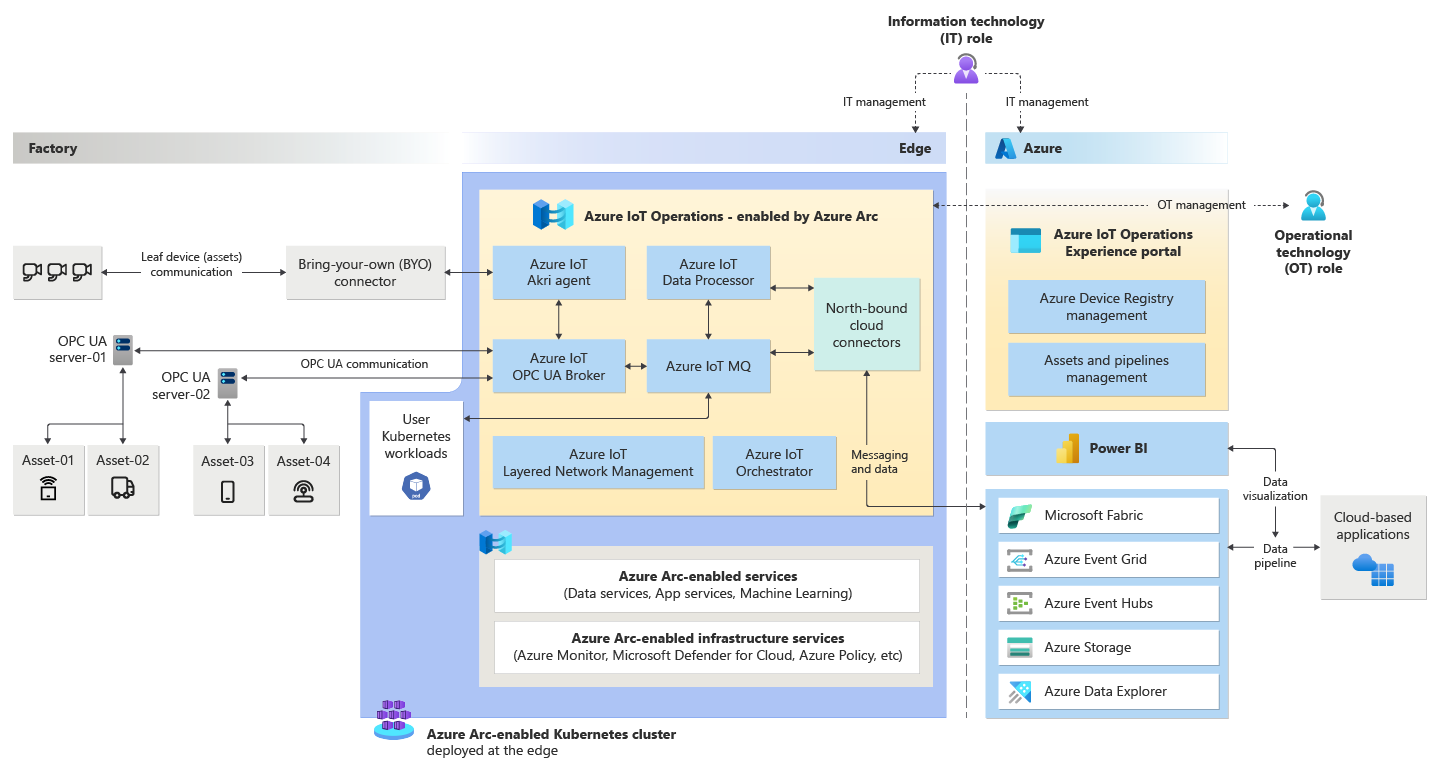 Information technology
(IT) role
IT management
IT management
Factory
Edge
Azure
Azure IoT Operations - enabled by Azure Arc
OT management
Operational
technology
(OT) role
Azure IoT Operations
Experience portal
Azure Device Registry
management
Assets and pipelines
management
Leaf device (assets)
communication
Bring-your-own (BYO)
connector
Azure IoT
Akri agent
Azure IoT
Data Processor
North-bound
cloud
connectors
OPC UA
server-01
OPC UA
server-02
OPC UA communication
Azure IoT
OPC UA Broker
Azure IoT MQ
User
Kubernetes
workloads
pod
Azure IoT
Layered Network Management
Azure IoT
Orchestrator
Messaging
and data
Asset-01
Asset-02
Asset-03
Asset-04
Power BI
Data
visualization
Microsoft Fabric
Azure Event Grid
Azure Event Hubs
Azure Storage
Azure Data Explorer
Data
pipeline
Cloud-based
applications
Azure Arc-enabled services
(Data services, App services, Machine Learning)
Azure Arc-enabled infrastructure services
(Azure Monitor, Microsoft Defender for Cloud, Azure Policy, etc)
Azure Arc-enabled Kubernetes cluster
deployed at the edge